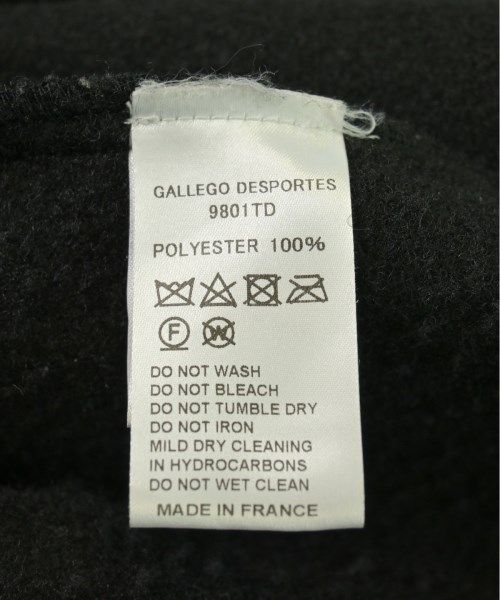 GALLEGO DESPORTES
9801TD
POLYESTER 100%
F W
DO NOT WASH
DO NOT BLEACH
DO NOT TUMBLE DRY
DO NOT IRON
MILD DRY CLEANING
IN HYDROCARBONS
DO NOT WET CLEAN
MADE IN FRANCE